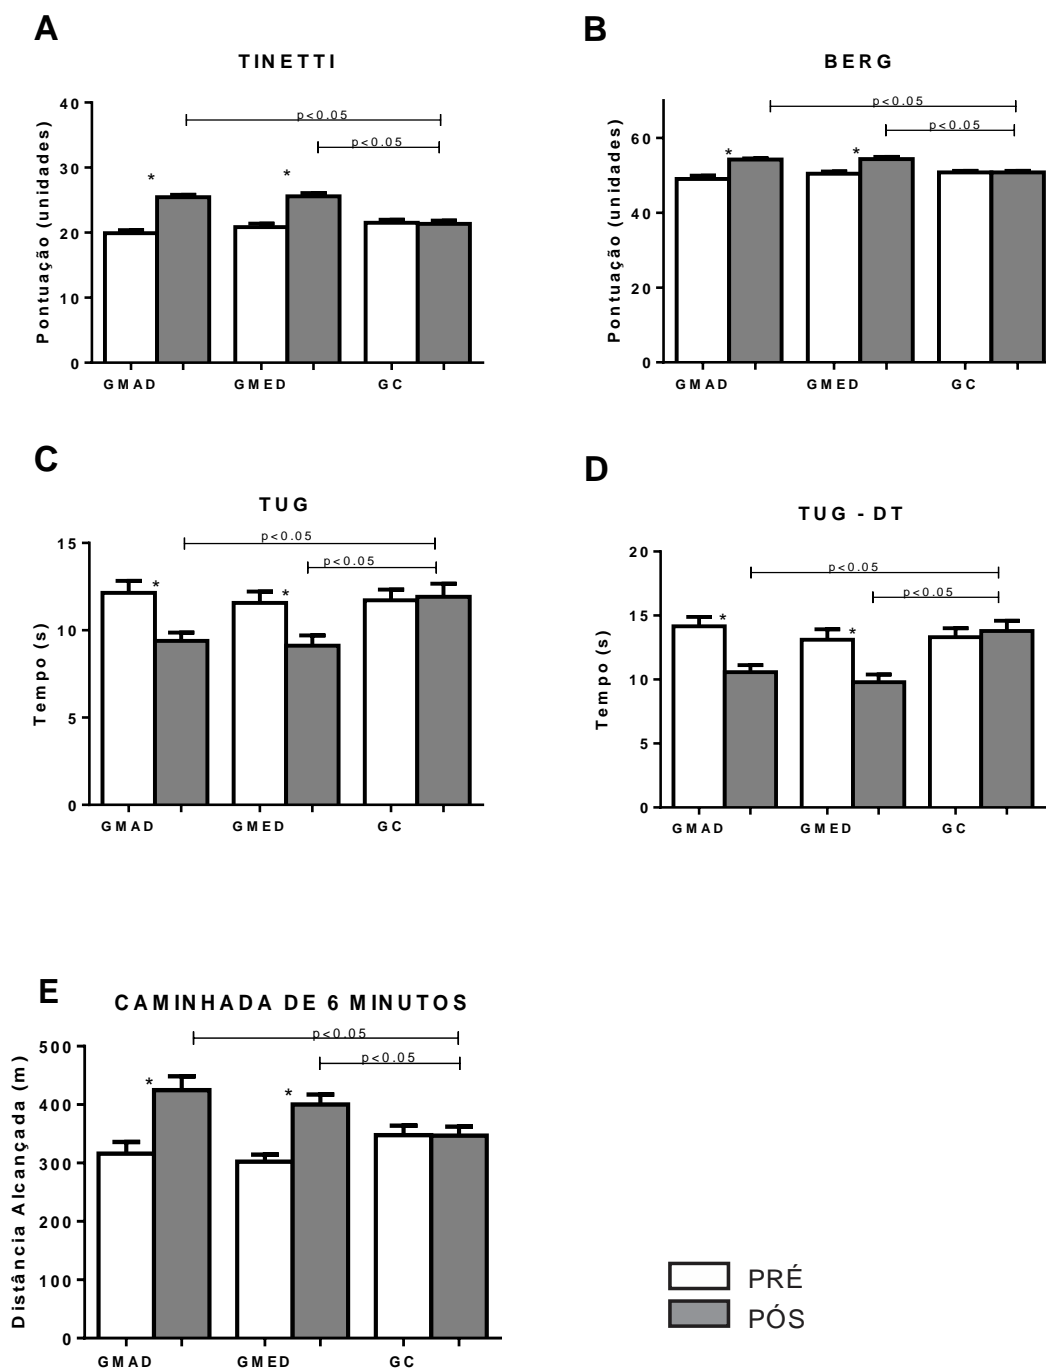 A
TINETTI
Pontuação (unidades)
40
30
20
10
0
p<0.05
p<0.05
*
*
GMAD
GMED
GC
B
BERG
Pontuação (unidades)
60
40
20
0
p<0.05
p<0.05
*
*
GMAD
GMED
GC
C
TUG
Tempo (s)
15
10
5
0
p<0.05
p<0.05
*
*
GMAD
GMED
GC
D
TUG - DT
Tempo (s)
20
15
10
5
0
p<0.05
p<0.05
*
*
GMAD
GMED
GC
E
CAMINHADA DE 6 MINUTOS
Distância Alcançada (m)
500
400
300
200
100
0
p<0.05
p<0.05
*
*
GMAD
GMED
GC
PRÉ
PÓS